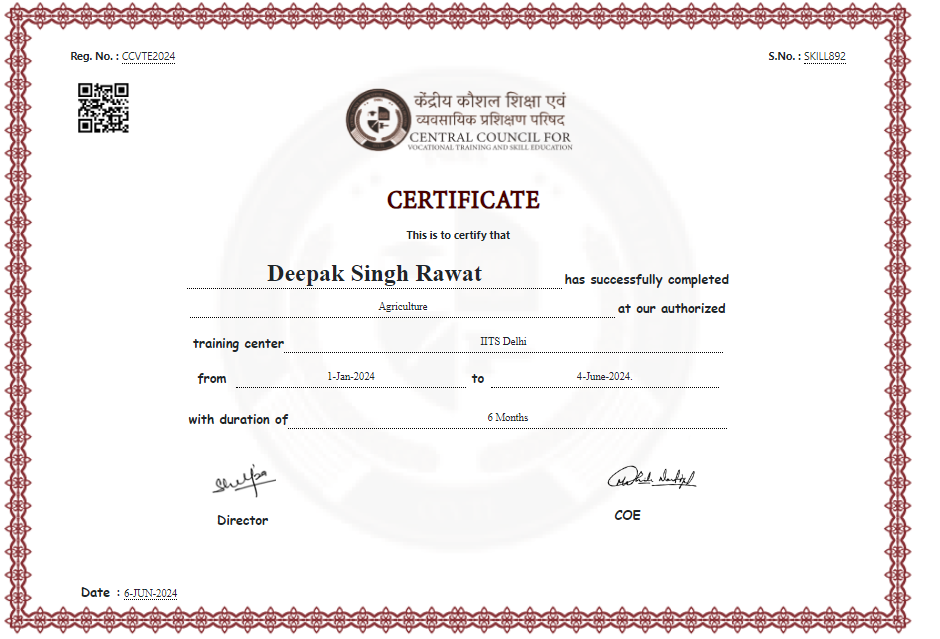 Reg. No. : CCVTE2024
S.No. : SKILL892
केंद्रीय कौशल शिक्षा एवं
व्यवसायिक प्रशिक्षण परिषद
CENTRAL COUNCIL FOR
VOCATIONAL TRAINING AND SKILL EDUCATION
CERTIFICATE
This is to certify that
Deepak Singh Rawat has successfully completed
Agriculture at our authorized
training center IITS Delhi
from 1-Jan-2024 to 4-June-2024.
with duration of 6 Months
Director
COE
Date : 6-JUN-2024